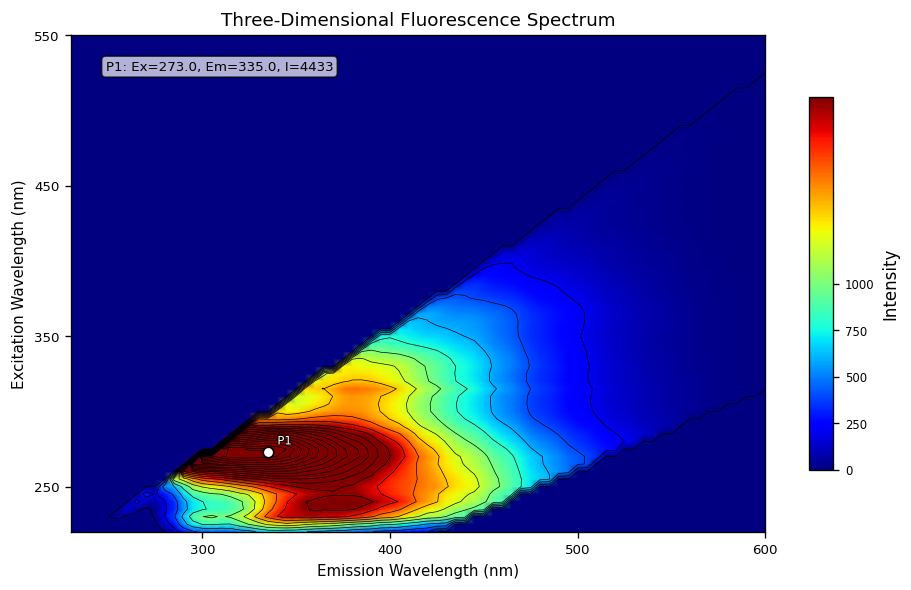 Three-Dimensional Fluorescence Spectrum
550
450
350
250
Excitation Wavelength (nm)
P1: Ex=273.0, Em=335.0, I=4433
P1
300
400
500
600
Emission Wavelength (nm)
1000
750
500
250
0
Intensity